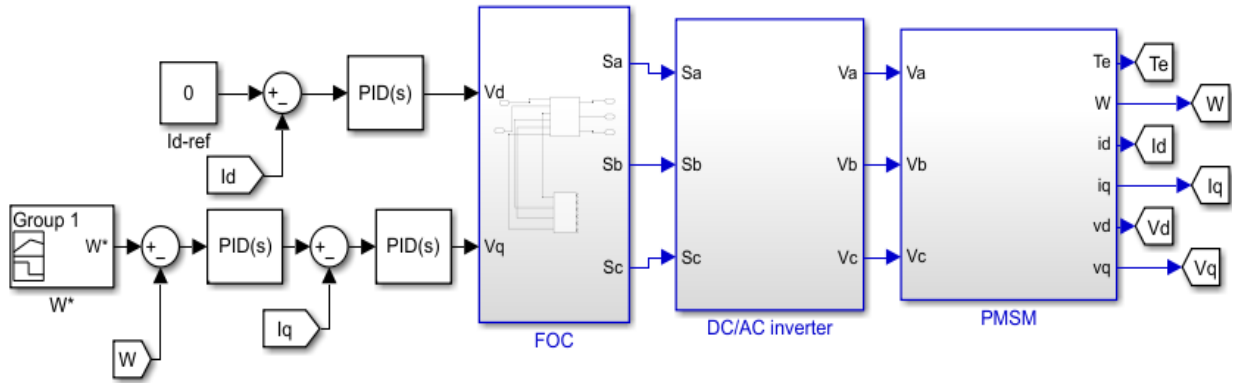 0
Id-ref
+
-
PID(s)
Id
Group 1
W*
W*
+
-
W
PID(s)
+
-
Iq
PID(s)
Vd
Vq
Sa
Sb
Sc
FOC
Sa
Sb
Sc
Va
Vb
Vc
DC/AC inverter
Va
Vb
Vc
Te
W
id
iq
vd
vq
PMSM
Te
W
Id
Iq
Vd
Vq